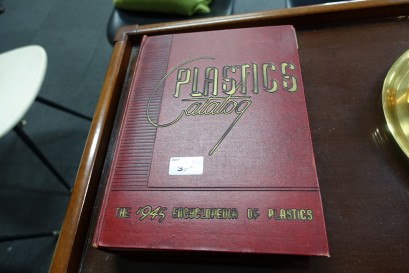 PLASTICS
Catalog
THE 1945 ENCYCLOPEDIA OF PLASTICS